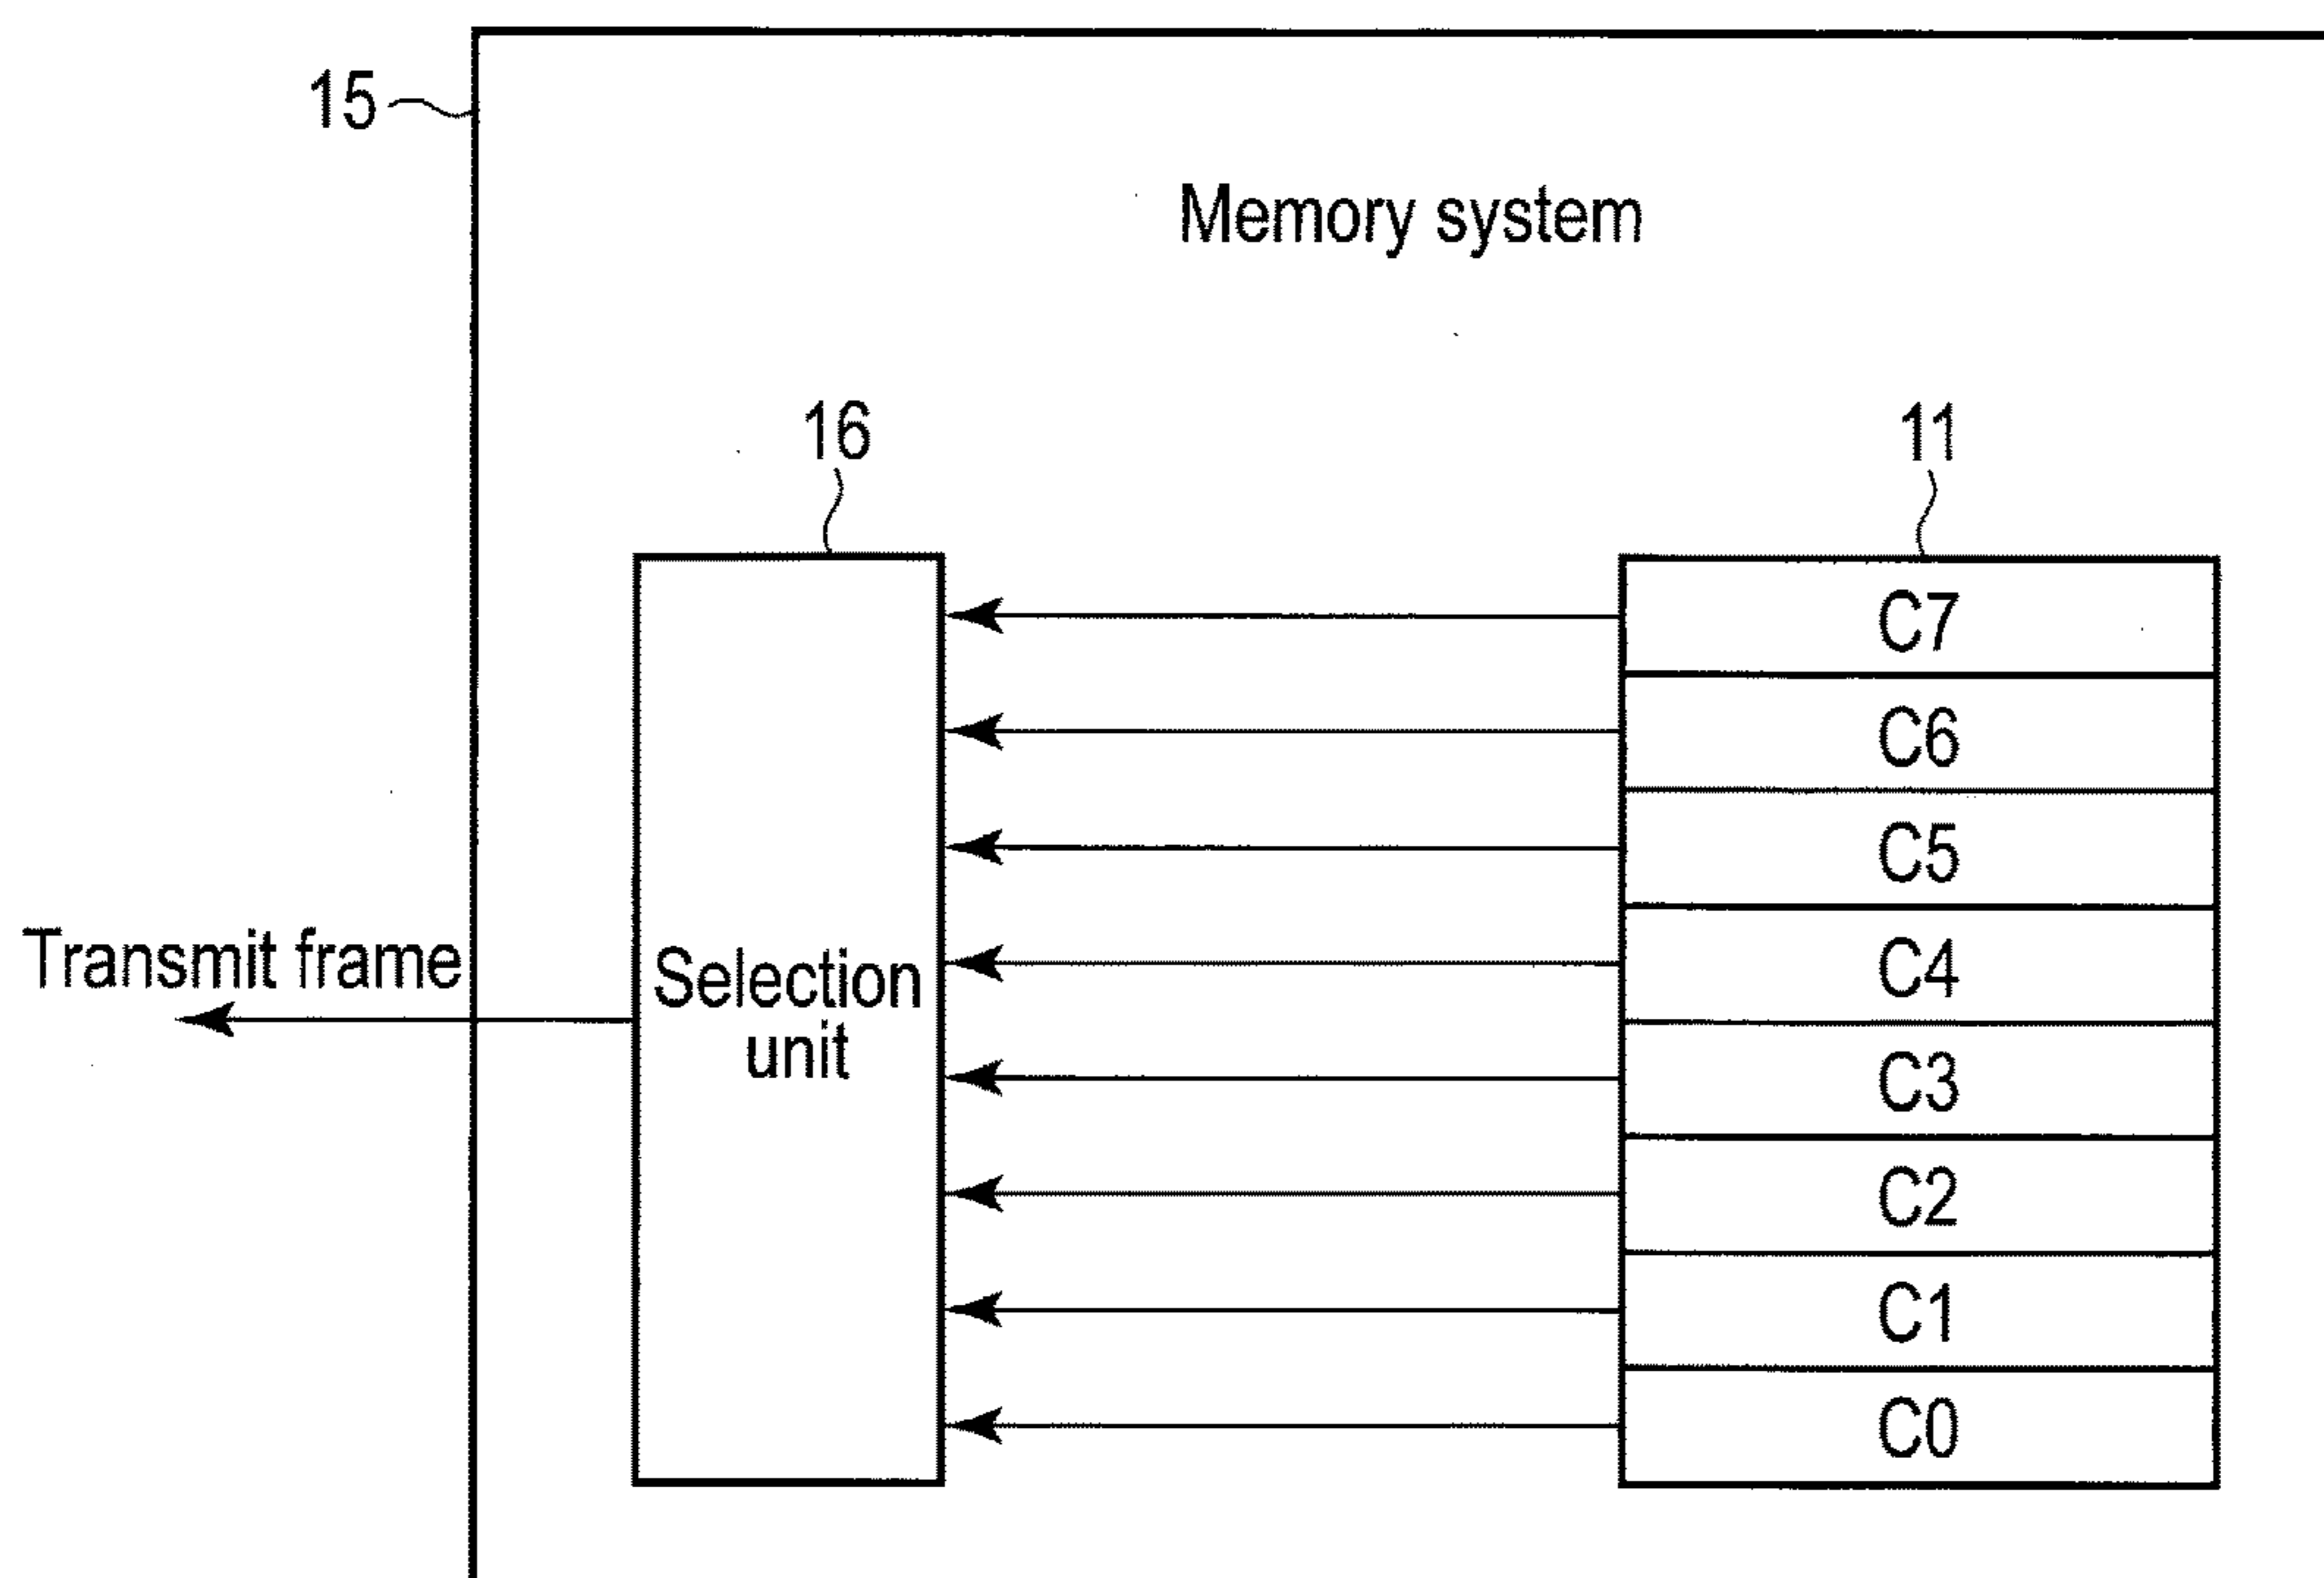 15
Memory system
16
11
C7
C6
C5
C4
C3
C2
C1
C0
Transmit frame
Selection
unit